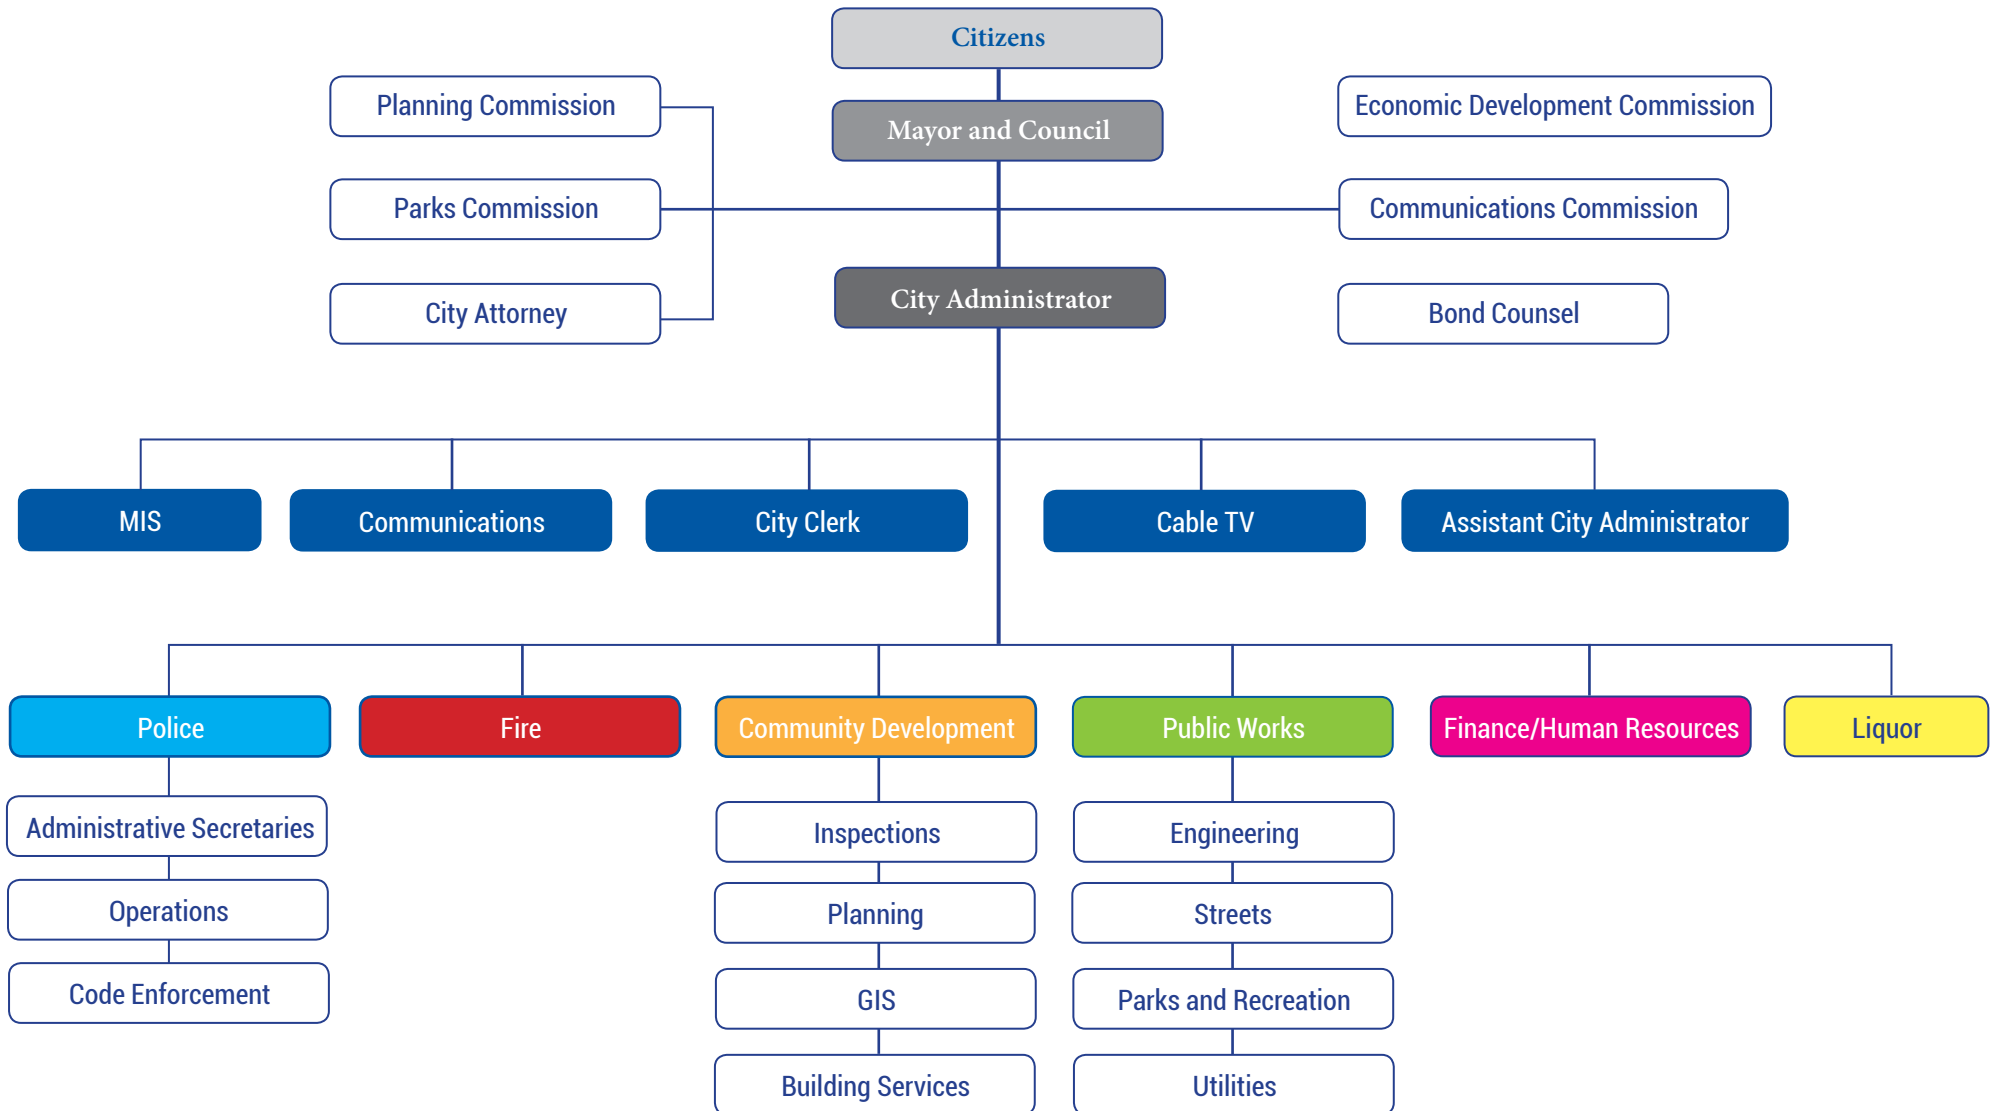 Citizens
Planning Commission
Economic Development Commission
Mayor and Council
Parks Commission
Communications Commission
City Administrator
City Attorney
Bond Counsel
MIS
Communications
City Clerk
Cable TV
Assistant City Administrator
Police
Fire
Community Development
Public Works
Finance/Human Resources
Liquor
Administrative Secretaries
Inspections
Engineering
Operations
Planning
Streets
Code Enforcement
GIS
Parks and Recreation
Building Services
Utilities